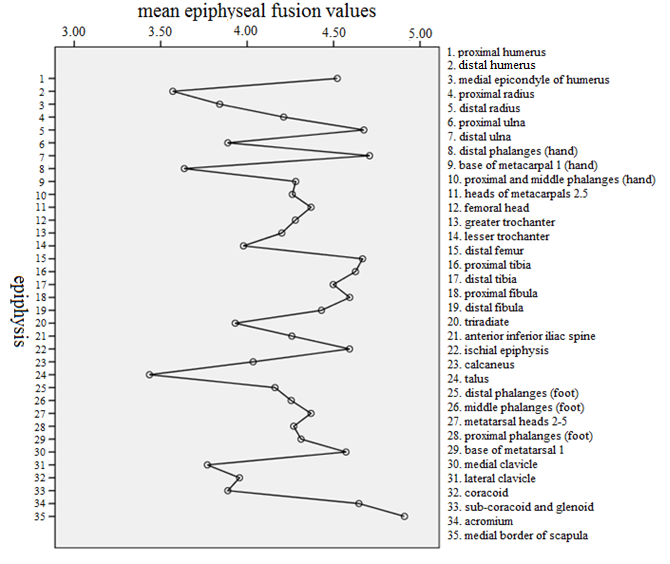 mean epiphyseal fusion values
3.00 3.50 4.00 4.50 5.00
epiphysis
1
2
3
4
5
6
7
8
9
10
11
12
13
14
15
16
17
18
19
20
21
22
23
24
25
26
27
28
29
30
31
32
33
34
35
1. proximal humerus
2. distal humerus
3. medial epicondyle of humerus
4. proximal radius
5. distal radius
6. proximal ulna
7. distal ulna
8. distal phalanges (hand)
9. base of metacarpal 1 (hand)
10. proximal and middle phalanges (hand)
11. heads of metacarpals 2.5
12. femoral head
13. greater trochanter
14. lesser trochanter
15. distal femur
16. proximal tibia
17. distal tibia
18. proximal fibula
19. distal fibula
20. triradiate
21. anterior inferior iliac spine
22. ischial epiphysis
23. calcaneus
24. talus
25. distal phalanges (foot)
26. middle phalanges (foot)
27. metatarsal heads 2-5
28. proximal phalanges (foot)
29. base of metatarsal 1
30. medial clavicle
31. lateral clavicle
32. coracoid
33. sub-coracoid and glenoid
34. acromium
35. medial border of scapula